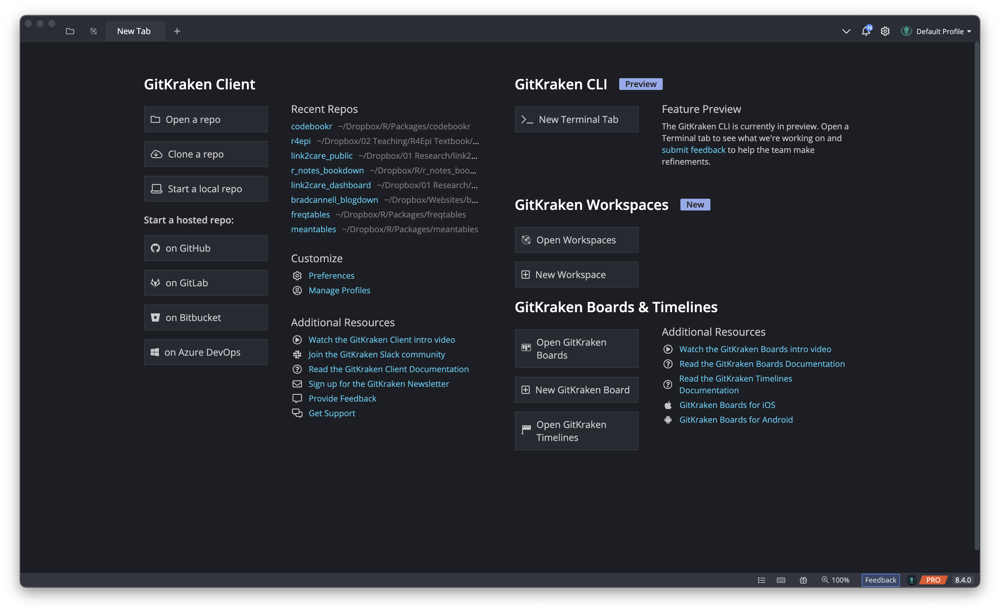 New Tab
16
Default Profile
GitKraken Client
Open a repo
Clone a repo
Start a local repo
Start a hosted repo:
on GitHub
on GitLab
on Bitbucket
on Azure DevOps
Recent Repos
codebookr ~/Dropbox/R/Packages/codebookr
r4epi ~/Dropbox/02 Teaching/R4Epi Textbook/...
link2care_public ~/Dropbox/01 Research/link2...
r_notes_bookdown ~/Dropbox/R/r_notes_boo...
link2care_dashboard ~/Dropbox/01 Research/...
bradcannell_blogdown ~/Dropbox/Websites/b...
freqtables ~/Dropbox/R/Packages/freqtables
meantables ~/Dropbox/R/Packages/meantables
Customize
Preferences
Manage Profiles
Additional Resources
Watch the GitKraken Client intro video
Join the GitKraken Slack community
Read the GitKraken Client Documentation
Sign up for the GitKraken Newsletter
Provide Feedback
Get Support
GitKraken CLI Preview
New Terminal Tab
Feature Preview
The GitKraken CLI is currently in preview. Open a
Terminal tab to see what we're working on and
submit feedback to help the team make
refinements.
GitKraken Workspaces New
Open Workspaces
New Workspace
GitKraken Boards & Timelines
Open GitKraken
Boards
New GitKraken Board
Open GitKraken
Timelines
Additional Resources
Watch the GitKraken Boards intro video
Read the GitKraken Boards Documentation
Read the GitKraken Timelines
Documentation
GitKraken Boards for iOS
GitKraken Boards for Android
100%
Feedback
PRO
8.4.0